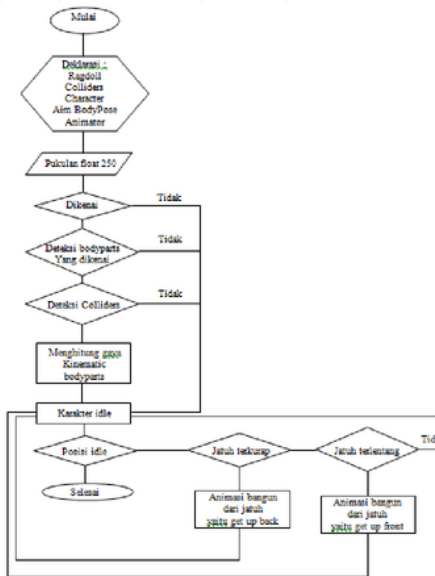 Mulai
Deklarasi :
Ragdoll
Colliders
Character
Aim BodyPose
Animator
Pukulan float 250
Dikenai
Tidak
Deteksi bodyparts
Yang dikenai
Tidak
Deteksi Colliders
Tidak
Menghitung gaya
Kinematic
bodyparts
Karakter idle
Posisi idle
Jatuh terkurap
Jatuh terlentang
Tid
Selesai
Animasi bangun
dari jatuh
yaitu get up back
Animasi bangun
dari jatuh
yaitu get up front